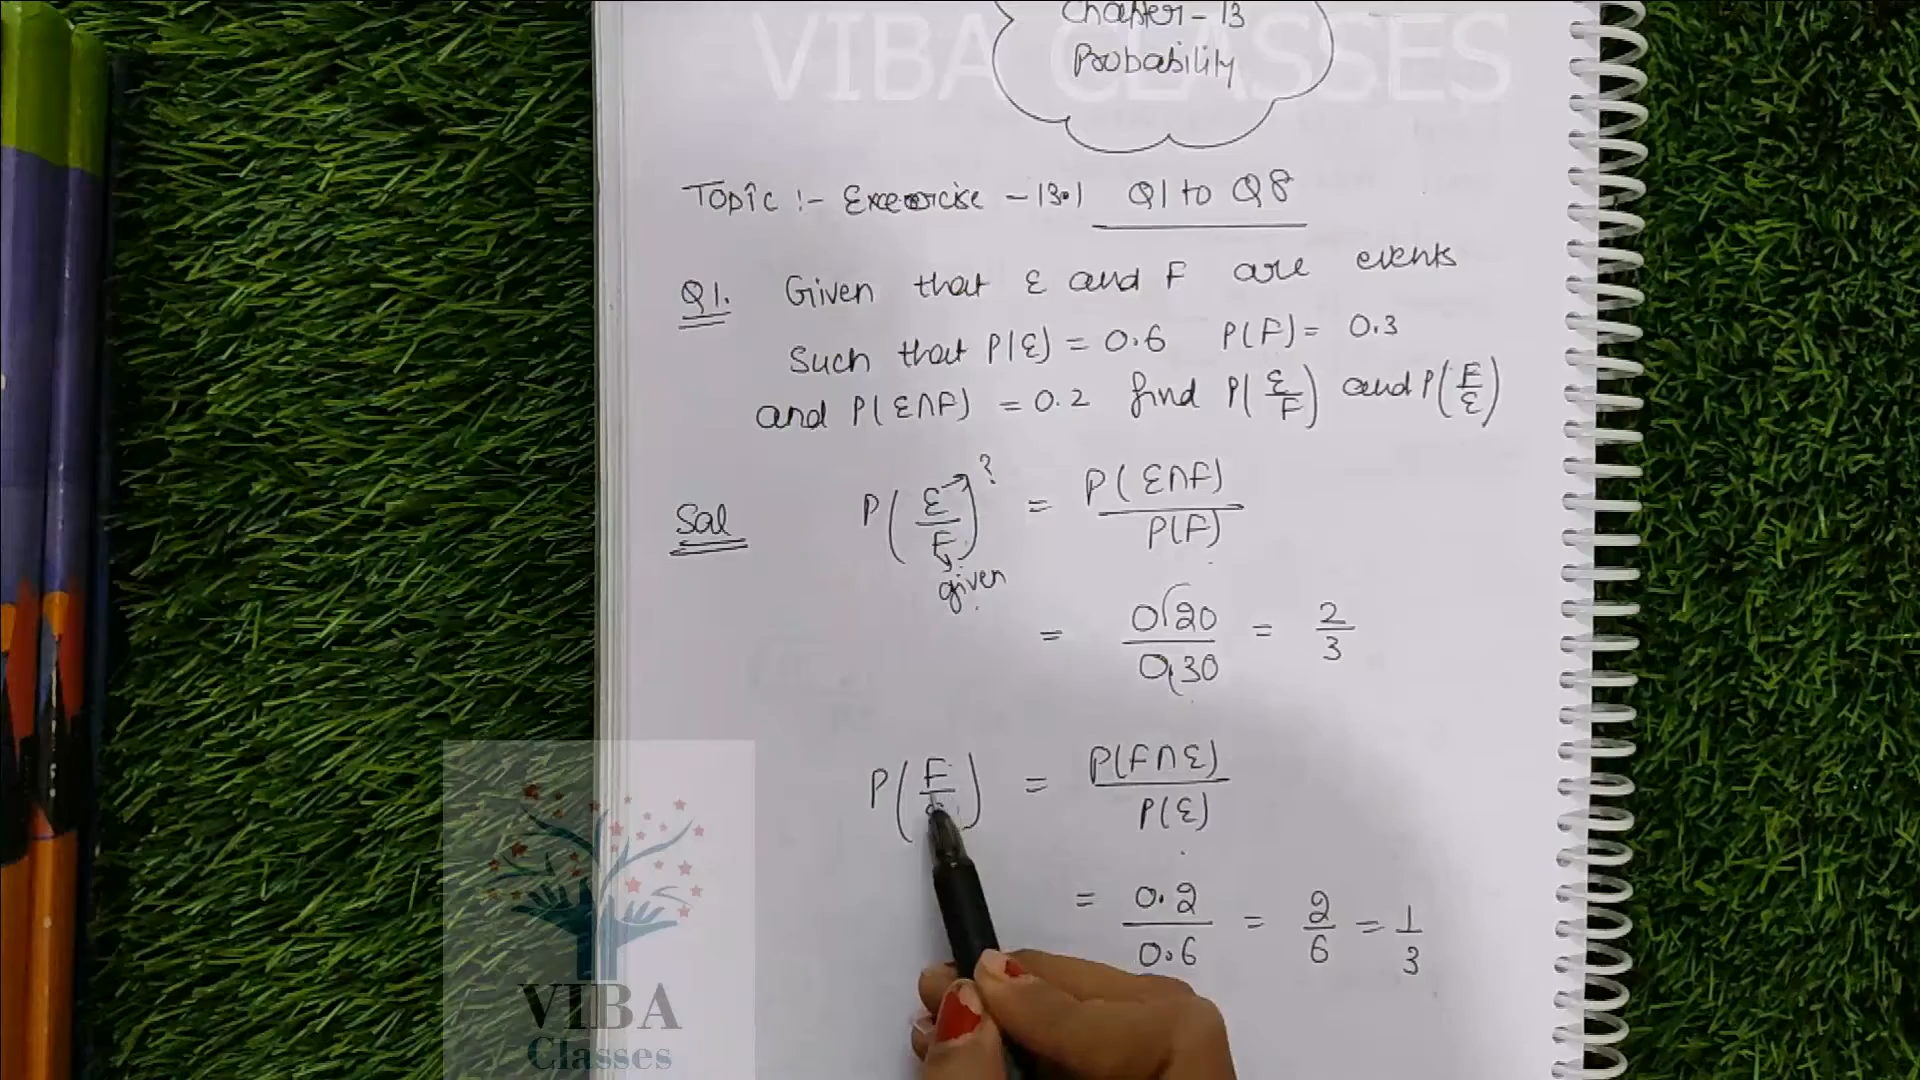 VIBA CLASSES
Chapter - 13
Probability
Topic :- Exercise - 13.1 Q1 to Q8
Q1. Given that E and F are events
Such that P(E) = 0.6 P(F) = 0.3
and P(E∩F) = 0.2 find P(E/F) and P(F/E)
Sol P(E/F) ? = P(E∩F)/P(F)
given
= 0.20/0.30 = 2/3
P(F/E) = P(F∩E)/P(E)
= 0.2/0.6 = 2/6 = 1/3
VIBA
Classes